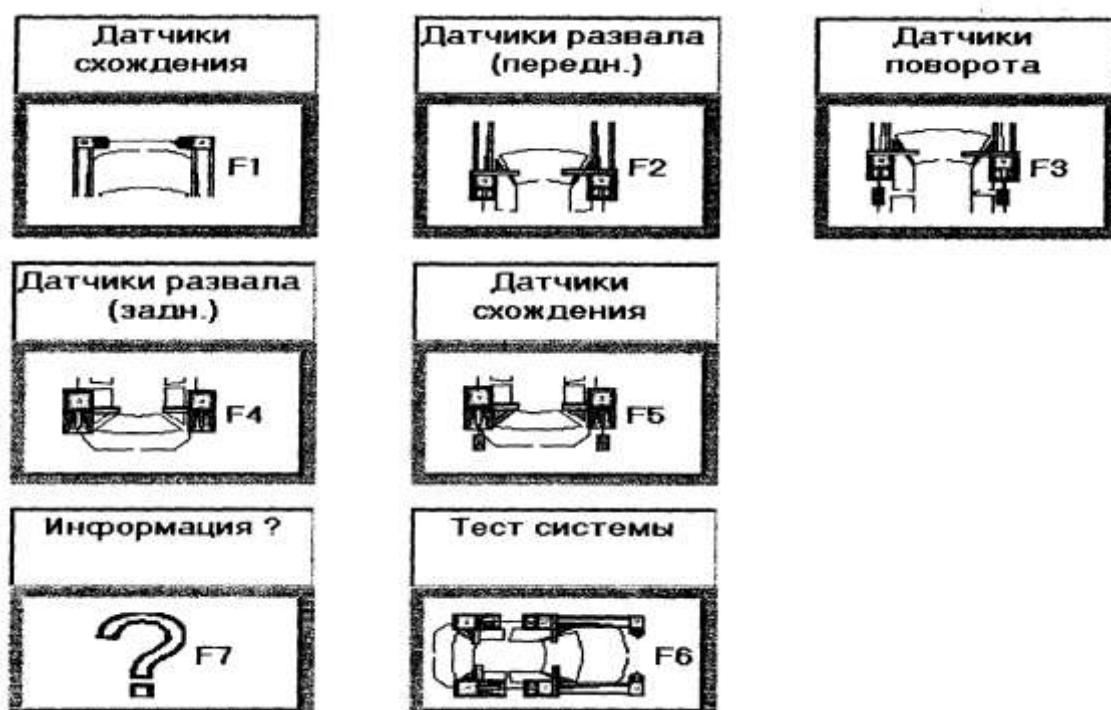 Датчики
схождения
F1
Датчики развала
(передн.)
F2
Датчики
поворота
F3
Датчики развала
(задн.)
F4
Датчики
схождения
F5
Информация ?
F7
Тест системы
F6